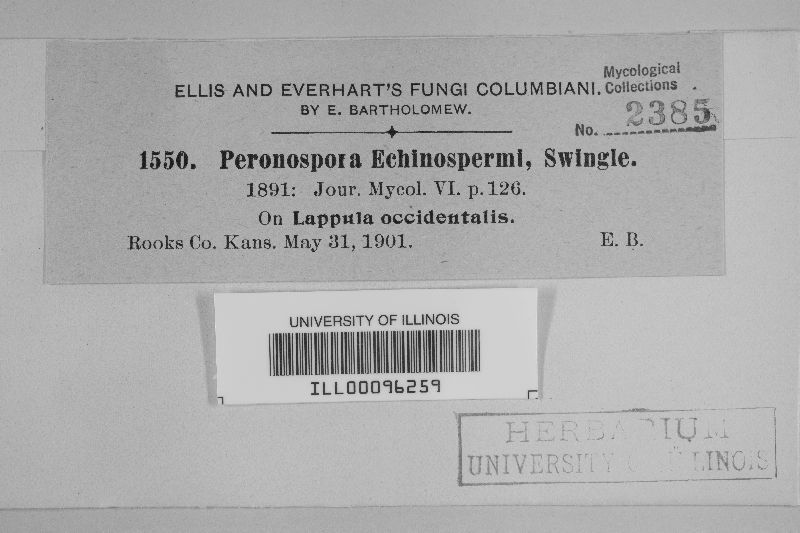 ELLIS AND EVERHART'S FUNGI COLUMBIANI.
BY E. BARTHOLOMEW.
Mycological
Collections
No. 2385
1550. Peronospora Echinospermi, Swingle.
1891: Jour. Mycol. VI. p. 126.
On Lappula occidentalis.
Rooks Co. Kans. May 31, 1901. E. B.
UNIVERSITY OF ILLINOIS
ILL00096259
HERBARIUM
UNIVERSITY OF ILLINOIS